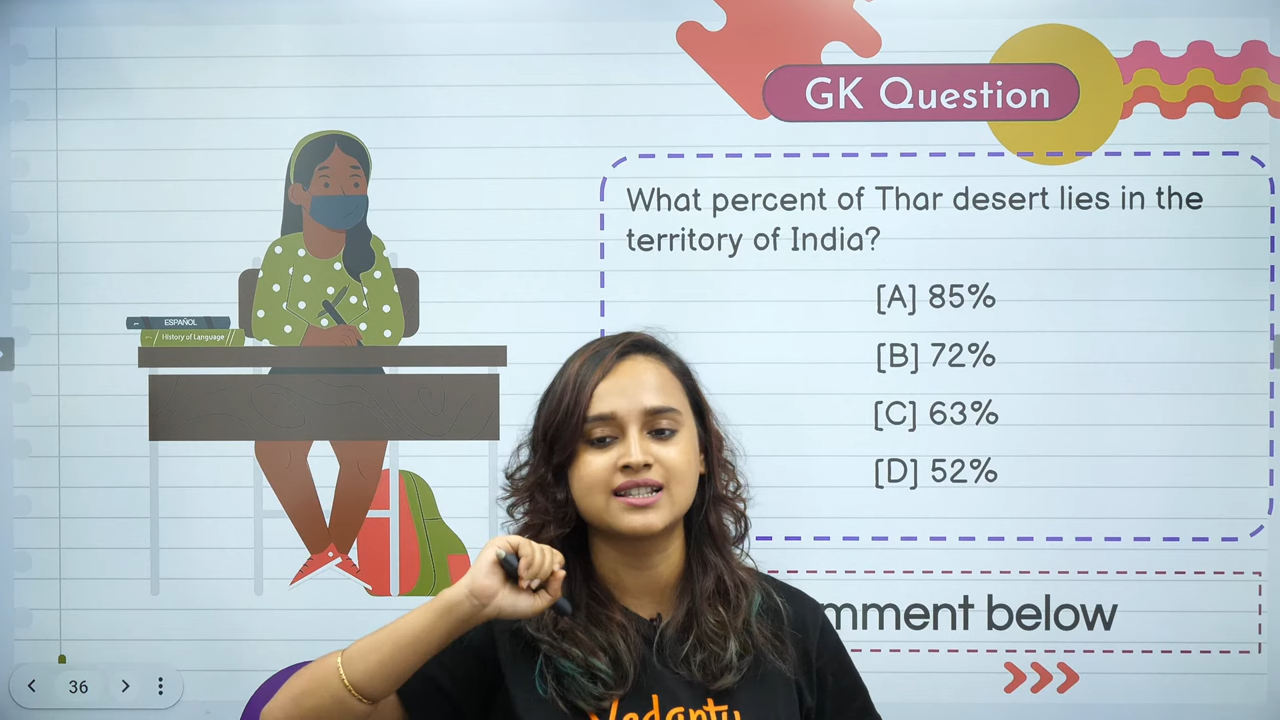 GK Question
What percent of Thar desert lies in the
territory of India?
[A] 85%
[B] 72%
[C] 63%
[D] 52%
ESPAÑOL
History of Language
below
36
Vedantu